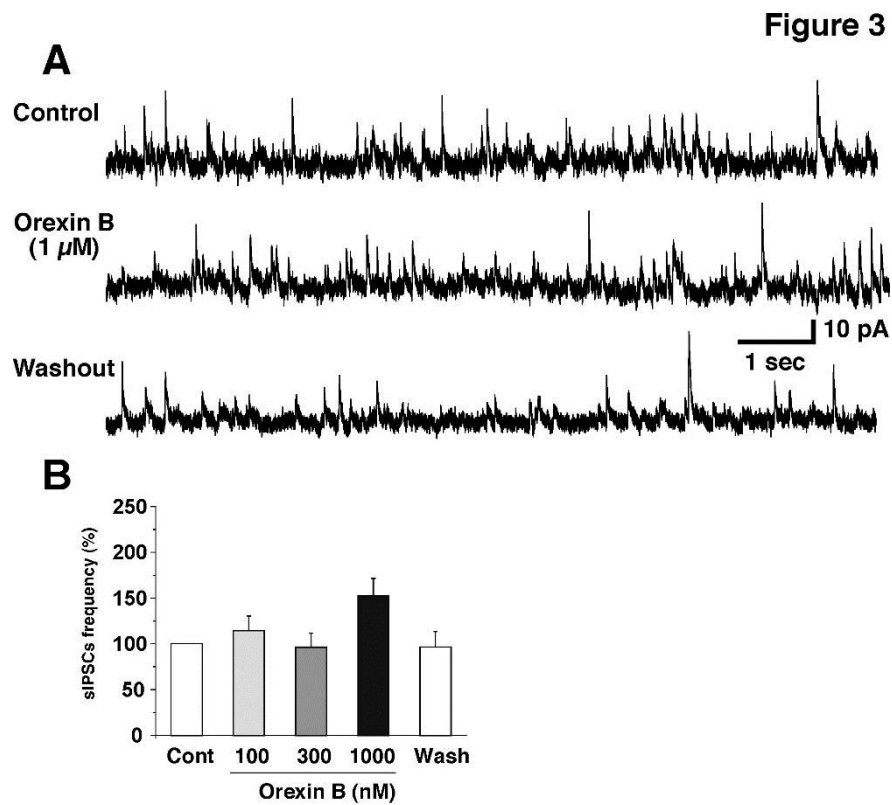 Figure 3
A
Control
Orexin B
(1 µM)
10 pA
1 sec
Washout
B
sIPSCs frequency (%)
250
200
150
100
50
0
Cont 100 300 1000 Wash
Orexin B (nM)